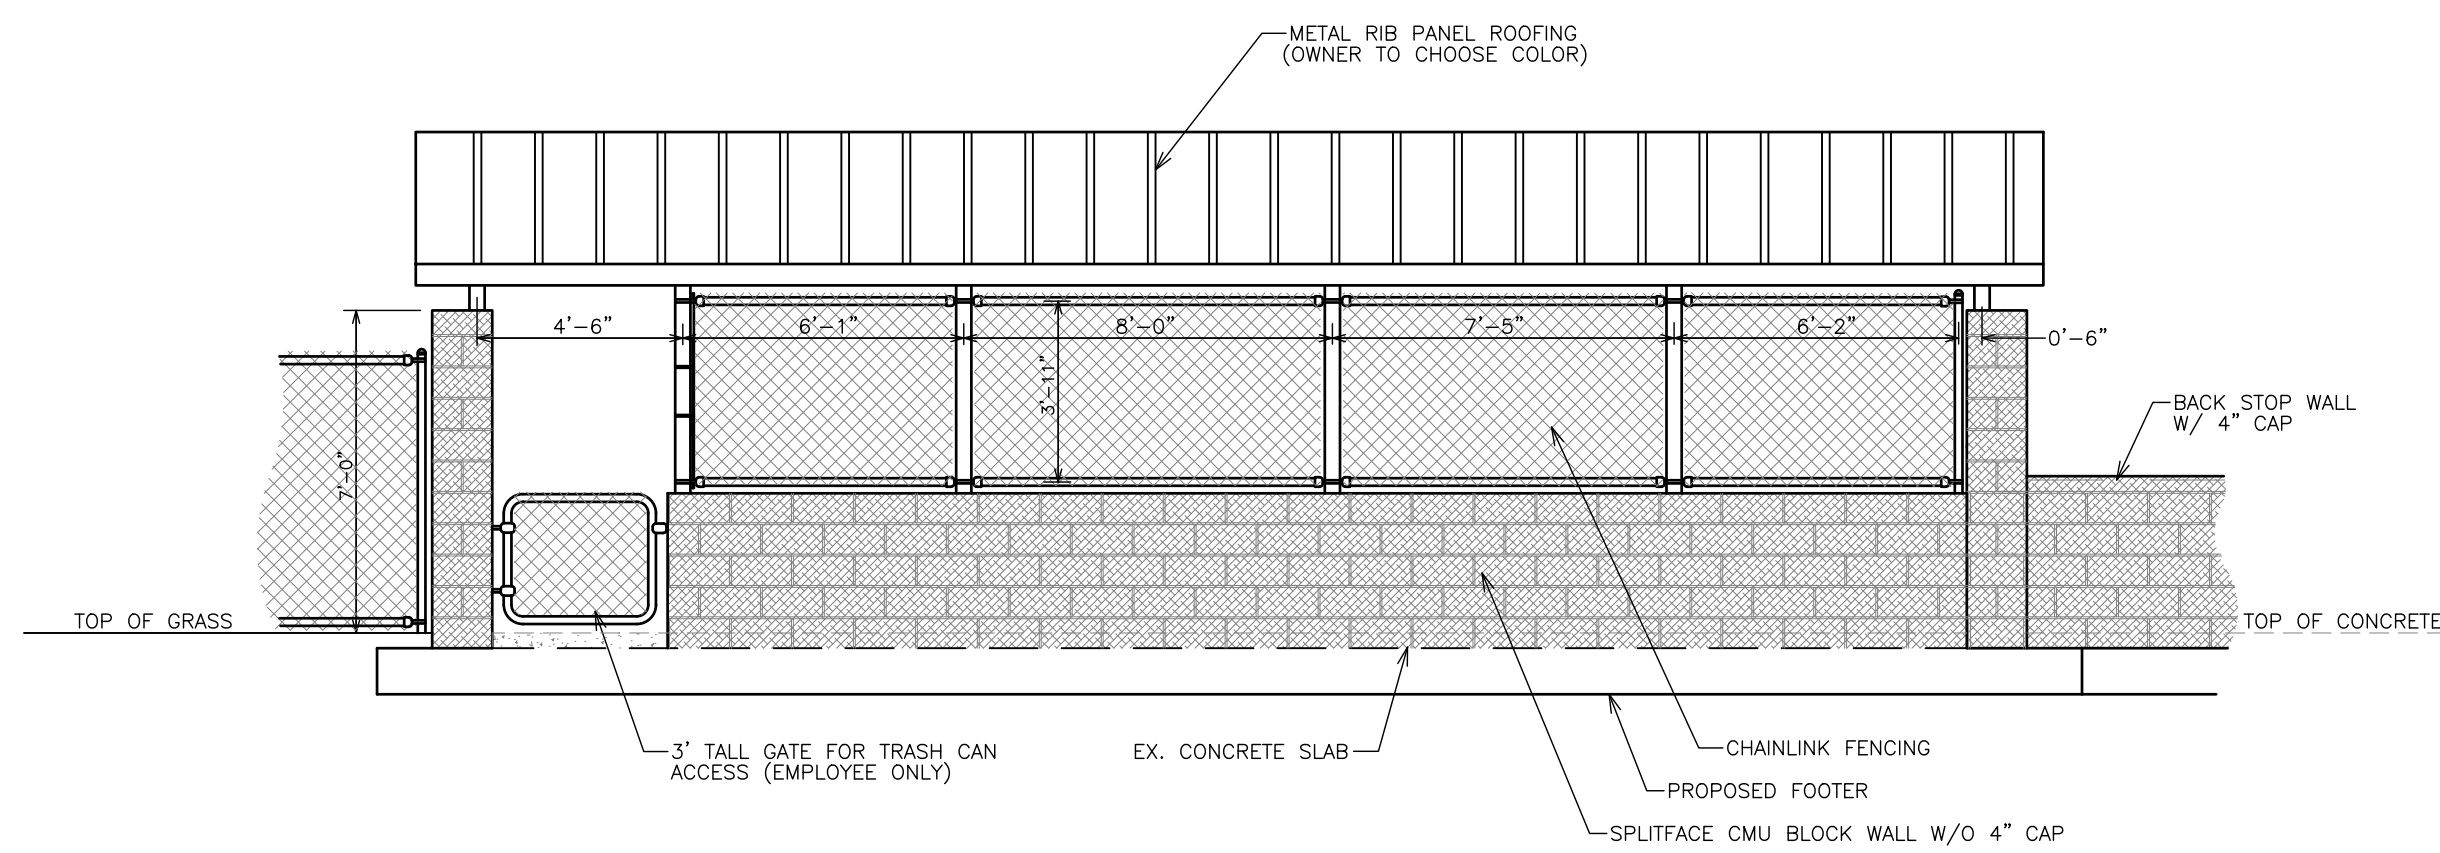 METAL RIB PANEL ROOFING
(OWNER TO CHOOSE COLOR)
4'-6"
6'-1"
8'-0"
7'-5"
6'-2"
0'-6"
3'-11"
7'-0"
BACK STOP WALL
W/ 4" CAP
TOP OF GRASS
TOP OF CONCRETE
3' TALL GATE FOR TRASH CAN
ACCESS (EMPLOYEE ONLY)
EX. CONCRETE SLAB
CHAINLINK FENCING
PROPOSED FOOTER
SPLITFACE CMU BLOCK WALL W/O 4" CAP